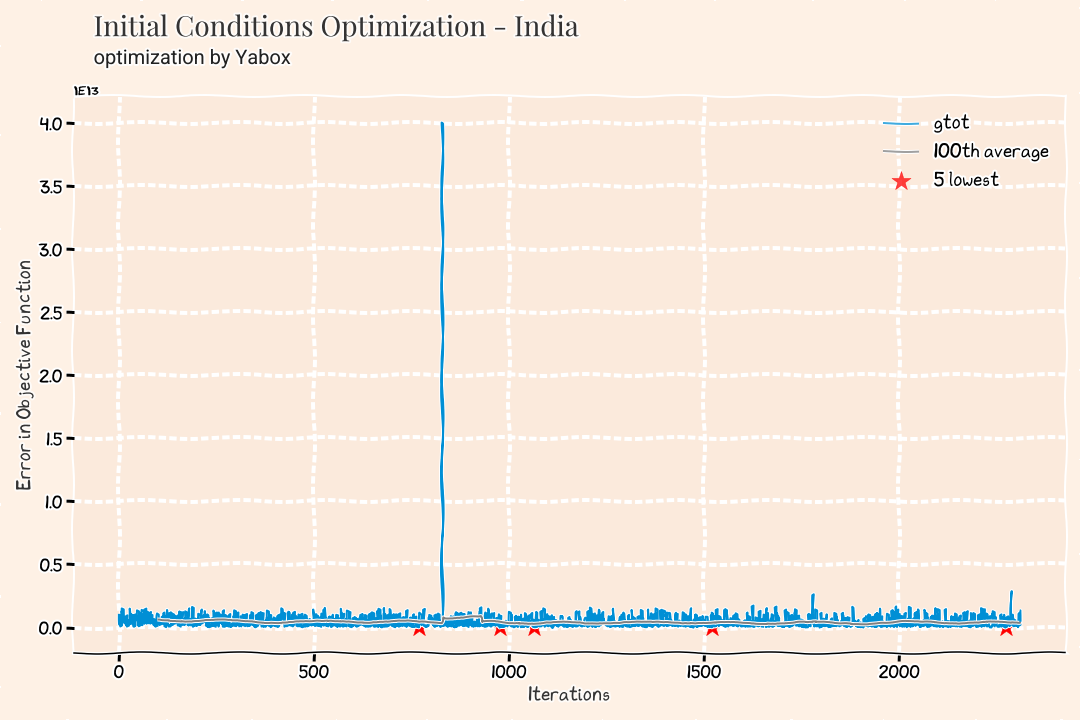 Initial Conditions Optimization - India
optimization by Yabox
1E13
4.0
3.5
3.0
2.5
2.0
1.5
1.0
0.5
0.0
Error in Objective Function
gtot
100th average
5 lowest
0 500 1000 1500 2000
Iterations